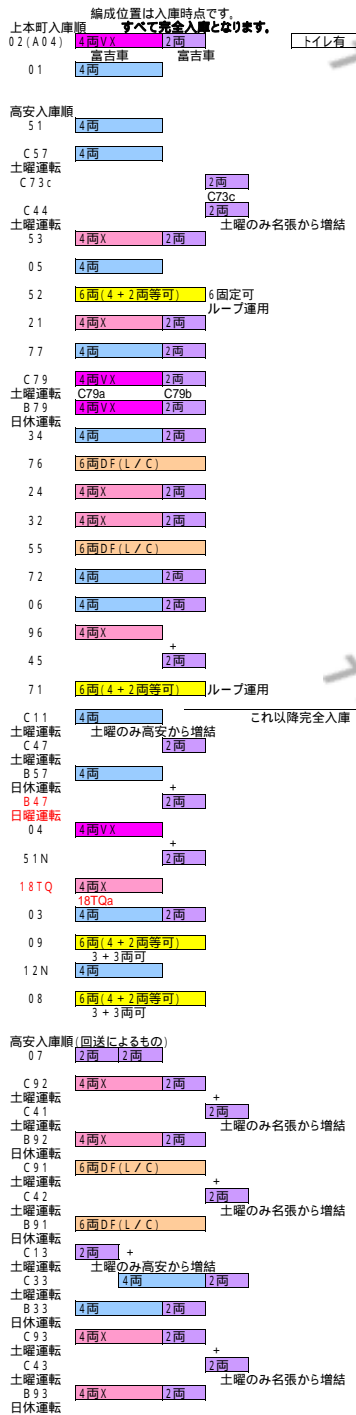 編成位置は入庫時点です。
上本町入庫順 すべて完全入庫となります。
02(A04) 4両VX 2両 トイレ有
富吉車 富吉車
01 4両
高安入庫順
51 4両
C57 4両
土曜運転
C73c 2両
C73c
C44 2両
土曜運転 土曜のみ名張から増結
53 4両X 2両
05 4両
52 6両(4+2両等可) 6固定可
ループ運用
21 4両X 2両
77 4両 2両
C79 4両VX 2両
土曜運転 C79a C79b
B79 4両VX 2両
日休運転
34 4両 2両
76 6両DF(L/C)
24 4両X 2両
32 4両X 2両
55 6両DF(L/C)
72 4両 2両
06 4両 2両
96 4両X
+
45 2両
71 6両(4+2両等可) ループ運用
C11 4両 これ以降完全入庫
土曜運転 土曜のみ高安から増結
C47 2両
土曜運転
B57 4両
日休運転 +
B47 2両
日曜運転
04 4両VX
+
51N 2両
18TQ 4両X
18TQa
03 4両 2両
09 6両(4+2両等可)
3+3両可
12N 4両
08 6両(4+2両等可)
3+3両可
高安入庫順(回送によるもの)
07 2両 2両
C92 4両X 2両
土曜運転 +
C41 2両
土曜運転 土曜のみ名張から増結
B92 4両X 2両
日休運転
C91 6両DF(L/C)
土曜運転 +
C42 2両
土曜運転 土曜のみ名張から増結
B91 6両DF(L/C)
日休運転
C13 2両 +
土曜運転 土曜のみ高安から増結
C33 4両 2両
土曜運転
B33 4両 2両
日休運転
C93 4両X 2両
土曜運転 +
C43 2両
土曜運転 土曜のみ名張から増結
B93 4両X 2両
日休運転